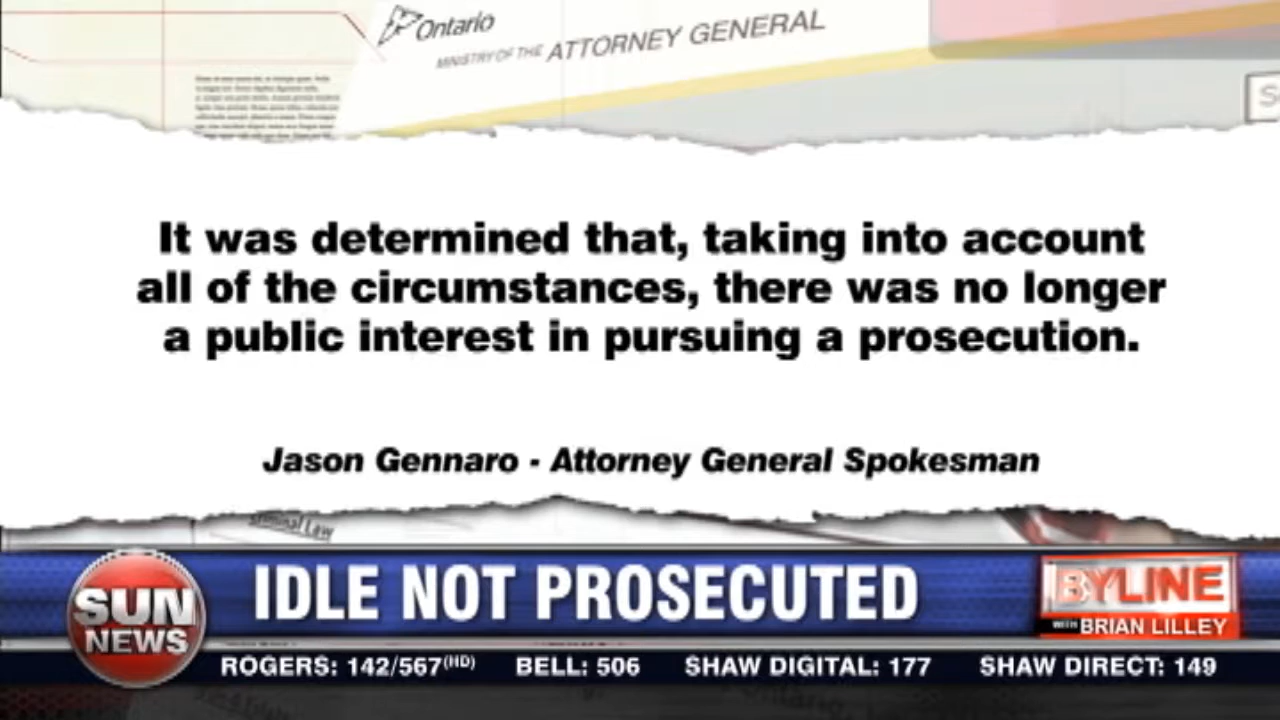 Ontario
MINISTRY OF THE ATTORNEY GENERAL
It was determined that, taking into account
all of the circumstances, there was no longer
a public interest in pursuing a prosecution.
Jason Gennaro - Attorney General Spokesman
SUN
NEWS
IDLE NOT PROSECUTED
BYLINE
WITH BRIAN LILLEY
ROGERS: 142/567(HD) BELL: 506 SHAW DIGITAL: 177 SHAW DIRECT: 149